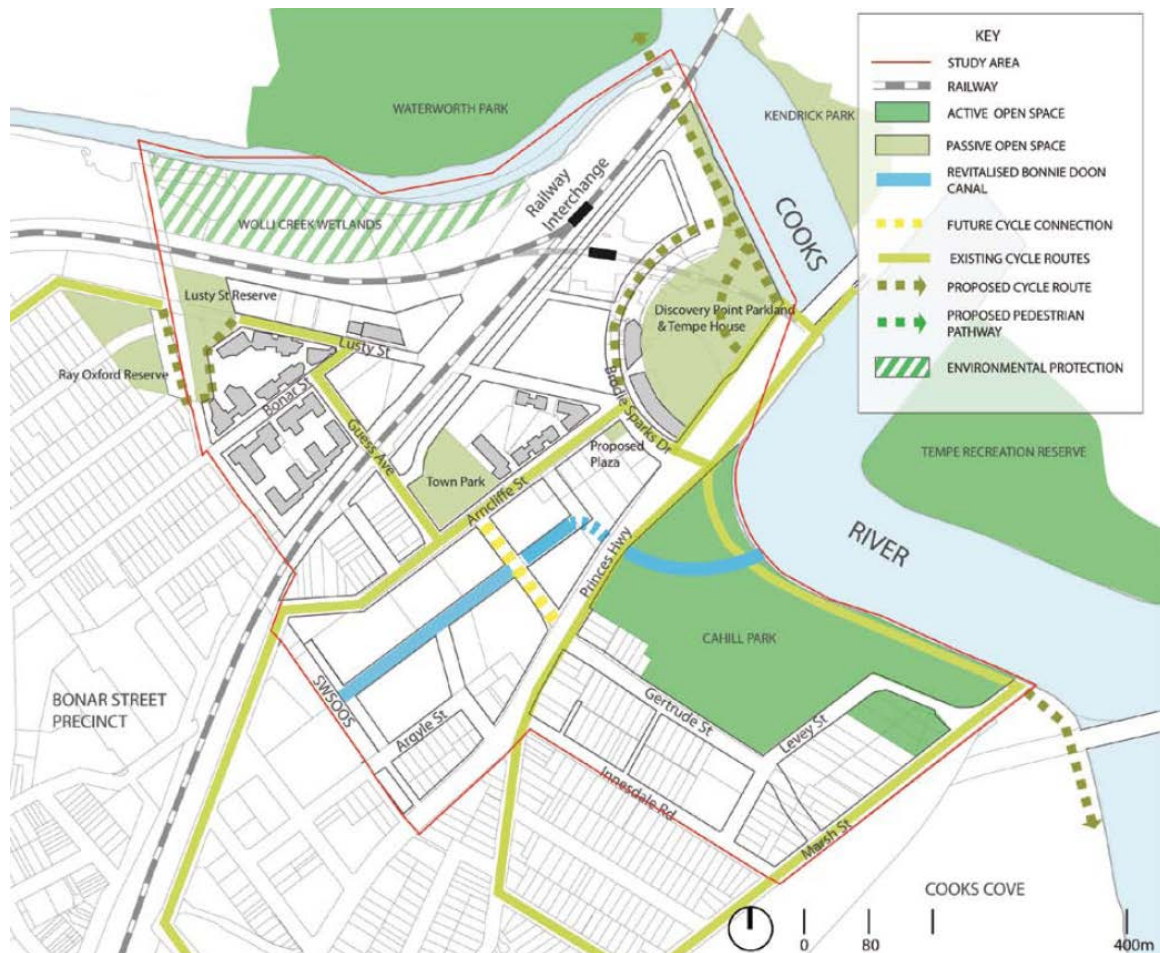 KEY
STUDY AREA
RAILWAY
ACTIVE OPEN SPACE
PASSIVE OPEN SPACE
REVITALISED BONNIE DOON
CANAL
FUTURE CYCLE CONNECTION
EXISTING CYCLE ROUTES
PROPOSED CYCLE ROUTE
PROPOSED PEDESTRIAN
PATHWAY
ENVIRONMENTAL PROTECTION
WATERWORTH PARK
KENDRICK PARK
Railway
Interchange
COOKS
WOLLI CREEK WETLANDS
Lusty St Reserve
Lusty St
Discovery Point Parkland
& Tempe House
Ray Oxford Reserve
Bonar St
Brodie Sparks Dr
Guess Ave
Proposed
Plaza
Town Park
Arncliffe St
TEMPE RECREATION RESERVE
RIVER
Princes Hwy
CAHILL PARK
BONAR STREET
PRECINCT
SWSOOS
Argyle St
Gertrude St
Levey St
Innesdale Rd
Marsh St
COOKS COVE
0
80
400m